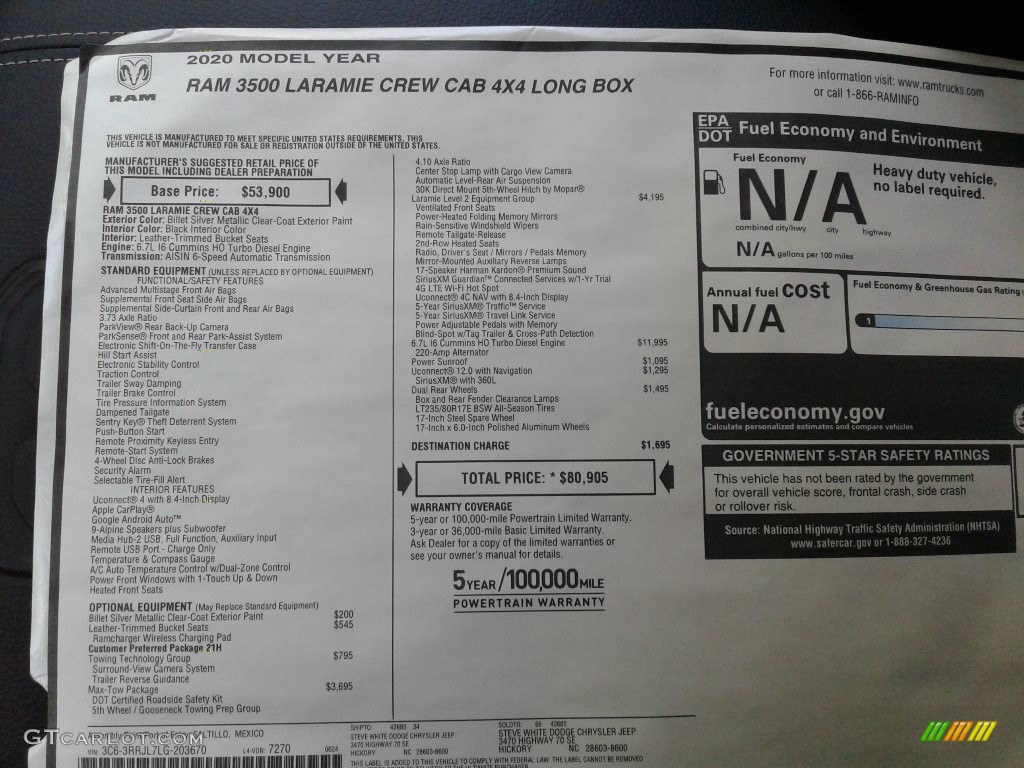 2020 MODEL YEAR
RAM 3500 LARAMIE CREW CAB 4X4 LONG BOX
RAM
For more information visit: www.ramtrucks.com
or call 1-866-RAMINFO
THIS VEHICLE IS MANUFACTURED TO MEET SPECIFIC UNITED STATES REQUIREMENTS. THIS
VEHICLE IS NOT MANUFACTURED FOR SALE OR REGISTRATION OUTSIDE OF THE UNITED STATES.
MANUFACTURER'S SUGGESTED RETAIL PRICE OF
THIS MODEL INCLUDING DEALER PREPARATION
Base Price: $53,900
RAM 3500 LARAMIE CREW CAB 4X4
Exterior Color: Billet Silver Metallic Clear-Coat Exterior Paint
Interior Color: Black Interior Color
Interior: Leather-Trimmed Bucket Seats
Engine: 6.7L I6 Cummins HO Turbo Diesel Engine
Transmission: AISIN 6-Speed Automatic Transmission
STANDARD EQUIPMENT (UNLESS REPLACED BY OPTIONAL EQUIPMENT)
FUNCTIONAL/SAFETY FEATURES
Advanced Multistage Front Air Bags
Supplemental Front Seat Side Air Bags
Supplemental Side-Curtain Front and Rear Air Bags
3.73 Axle Ratio
ParkView® Rear Back-Up Camera
ParkSense® Front and Rear Park-Assist System
Electronic Shift-On-The-Fly Transfer Case
Hill Start Assist
Electronic Stability Control
Traction Control
Trailer Sway Damping
Trailer Brake Control
Tire Pressure Information System
Dampened Tailgate
Sentry Key® Theft Deterrent System
Push-Button Start
Remote Proximity Keyless Entry
Remote-Start System
4-Wheel Disc Anti-Lock Brakes
Security Alarm
Selectable Tire-Fill Alert
INTERIOR FEATURES
Uconnect® 4 with 8.4-Inch Display
Apple CarPlay®
Google Android Auto™
9-Alpine Speakers plus Subwoofer
Media Hub-2 USB, Full Function, Auxiliary Input
Remote USB Port - Charge Only
Temperature & Compass Gauge
A/C Auto Temperature Control w/Dual-Zone Control
Power Front Windows with 1-Touch Up & Down
Heated Front Seats
OPTIONAL EQUIPMENT (May Replace Standard Equipment)
Billet Silver Metallic Clear-Coat Exterior Paint $200
Leather-Trimmed Bucket Seats $545
Ramcharger Wireless Charging Pad
Customer Preferred Package 21H
Towing Technology Group $795
Surround-View Camera System
Trailer Reverse Guidance
Max-Tow Package $3,695
DOT Certified Roadside Safety Kit
5th Wheel / Gooseneck Towing Prep Group
4.10 Axle Ratio
Center Stop Lamp with Cargo View Camera
Automatic Level-Rear Air Suspension
30K Direct Mount 5th-Wheel Hitch by Mopar®
Laramie Level 2 Equipment Group $4,195
Ventilated Front Seats
Power-Heated Folding Memory Mirrors
Rain-Sensitive Windshield Wipers
Remote Tailgate-Release
2nd-Row Heated Seats
Radio, Driver's Seat / Mirrors / Pedals Memory
Mirror-Mounted Auxiliary Reverse Lamps
17-Speaker Harman Kardon® Premium Sound
SiriusXM Guardian™ Connected Services w/1-Yr Trial
4G LTE Wi-Fi Hot Spot
Uconnect® 4C NAV with 8.4-Inch Display
5-Year SiriusXM® Traffic™ Service
5-Year SiriusXM® Travel Link Service
Power Adjustable Pedals with Memory
Blind-Spot w/Tag Trailer & Cross-Path Detection
6.7L I6 Cummins HO Turbo Diesel Engine $11,995
220-Amp Alternator
Power Sunroof $1,095
Uconnect® 12.0 with Navigation $1,295
SiriusXM® with 360L
Dual Rear Wheels $1,495
Box and Rear Fender Clearance Lamps
LT235/80R17E BSW All-Season Tires
17-Inch Steel Spare Wheel
17-Inch x 6.0-Inch Polished Aluminum Wheels
DESTINATION CHARGE $1,695
TOTAL PRICE: * $80,905
WARRANTY COVERAGE
5-year or 100,000-mile Powertrain Limited Warranty.
3-year or 36,000-mile Basic Limited Warranty.
Ask Dealer for a copy of the limited warranties or
see your owner's manual for details.
5 YEAR/100,000 MILE
POWERTRAIN WARRANTY
EPA
DOT Fuel Economy and Environment
Fuel Economy
N/A
combined city/hwy city highway
N/A gallons per 100 miles
Heavy duty vehicle,
no label required.
Annual fuel cost
N/A
Fuel Economy & Greenhouse Gas Rating
1
fueleconomy.gov
Calculate personalized estimates and compare vehicles
GOVERNMENT 5-STAR SAFETY RATINGS
This vehicle has not been rated by the government
for overall vehicle score, frontal crash, side crash
or rollover risk.
Source: National Highway Traffic Safety Administration (NHTSA)
www.safercar.gov or 1-888-327-4236
SALTILLO, MEXICO
VIN: 3C6-3RRJL7LG-203670 L4-VON: 7270 0624
SHIPTO: 42685 34
STEVE WHITE DODGE CHRYSLER JEEP
3470 HIGHWAY 70 SE
HICKORY NC 28603-8600
SOLDTO: 66 42685
STEVE WHITE DODGE CHRYSLER JEEP
3470 HIGHWAY 70 SE
HICKORY NC 28603-8600
THIS LABEL IS ADDED TO THIS VEHICLE TO COMPLY WITH FEDERAL LAW. THE LABEL CANNOT BE REMOVED
GTCARLOT.COM